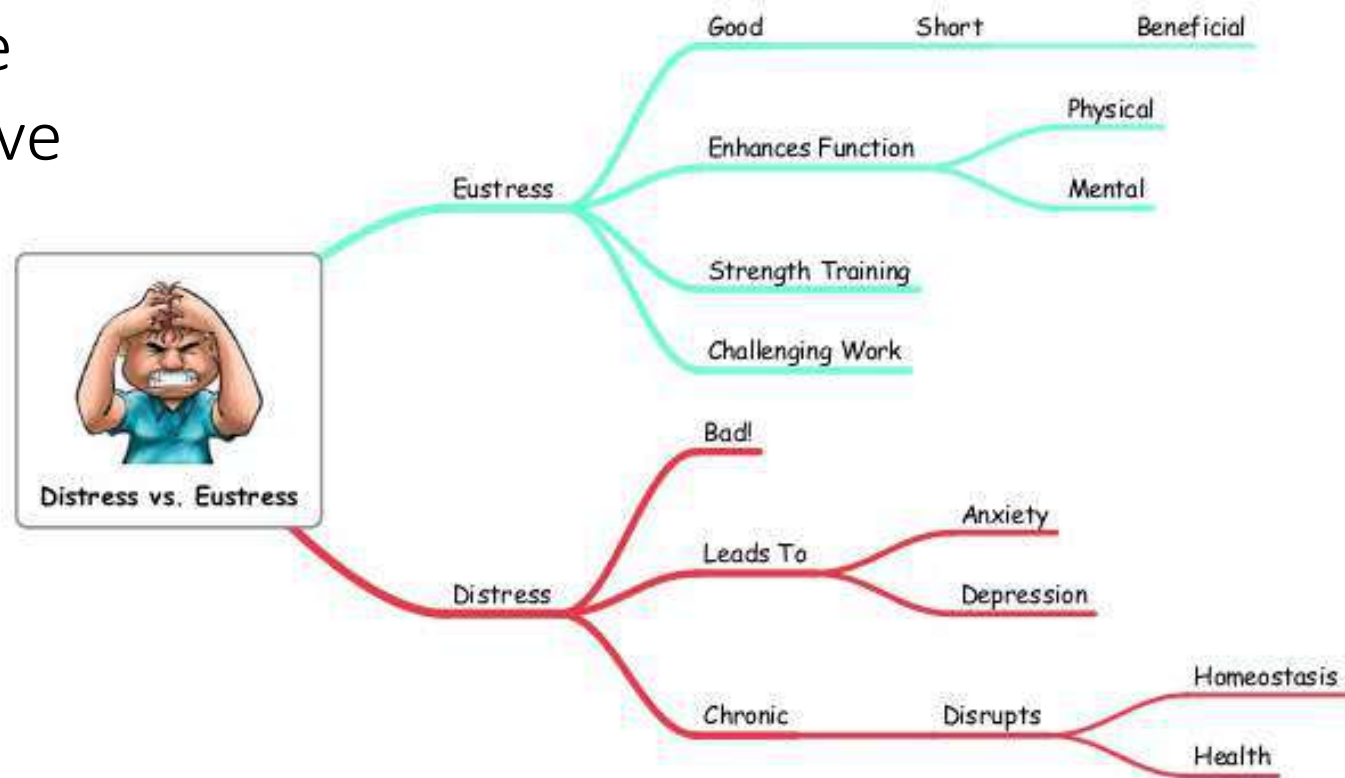 ve
Distress vs. Eustress
Eustress
Good Short Beneficial
Enhances Function
Physical
Mental
Strength Training
Challenging Work
Distress
Bad!
Leads To
Anxiety
Depression
Chronic Disrupts
Homeostasis
Health